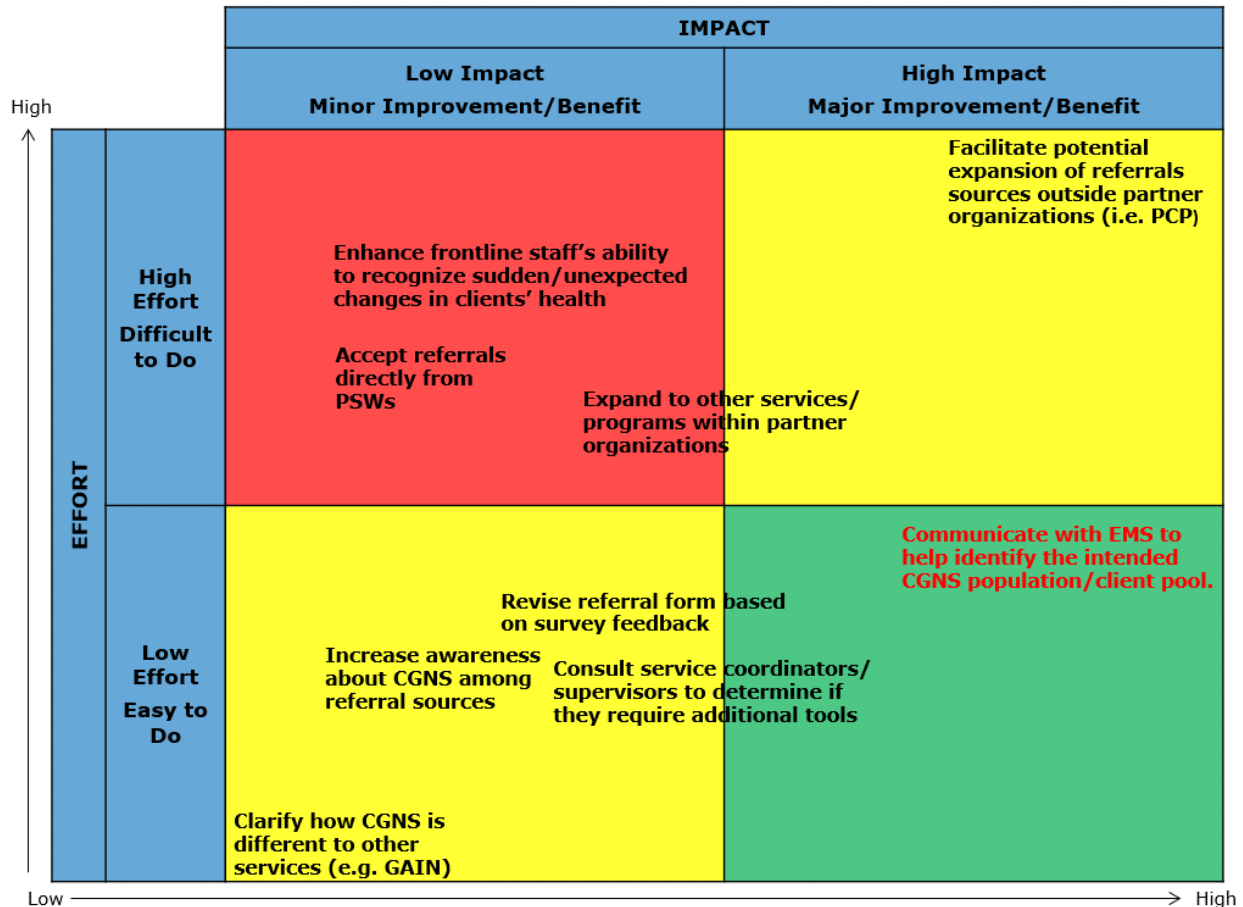 IMPACT
Low Impact
Minor Improvement/Benefit
High Impact
Major Improvement/Benefit
High
EFFORT
High
Effort
Difficult
to Do
Enhance frontline staff’s ability
to recognize sudden/unexpected
changes in clients’ health
Accept referrals
directly from
PSWs
Expand to other services/
programs within partner
organizations
Facilitate potential
expansion of referrals
sources outside partner
organizations (i.e. PCP)
Low
Effort
Easy to
Do
Revise referral form based
on survey feedback
Increase awareness
about CGNS among
referral sources
Consult service coordinators/
supervisors to determine if
they require additional tools
Clarify how CGNS is
different to other
services (e.g. GAIN)
Communicate with EMS to
help identify the intended
CGNS population/client pool.
Low
High